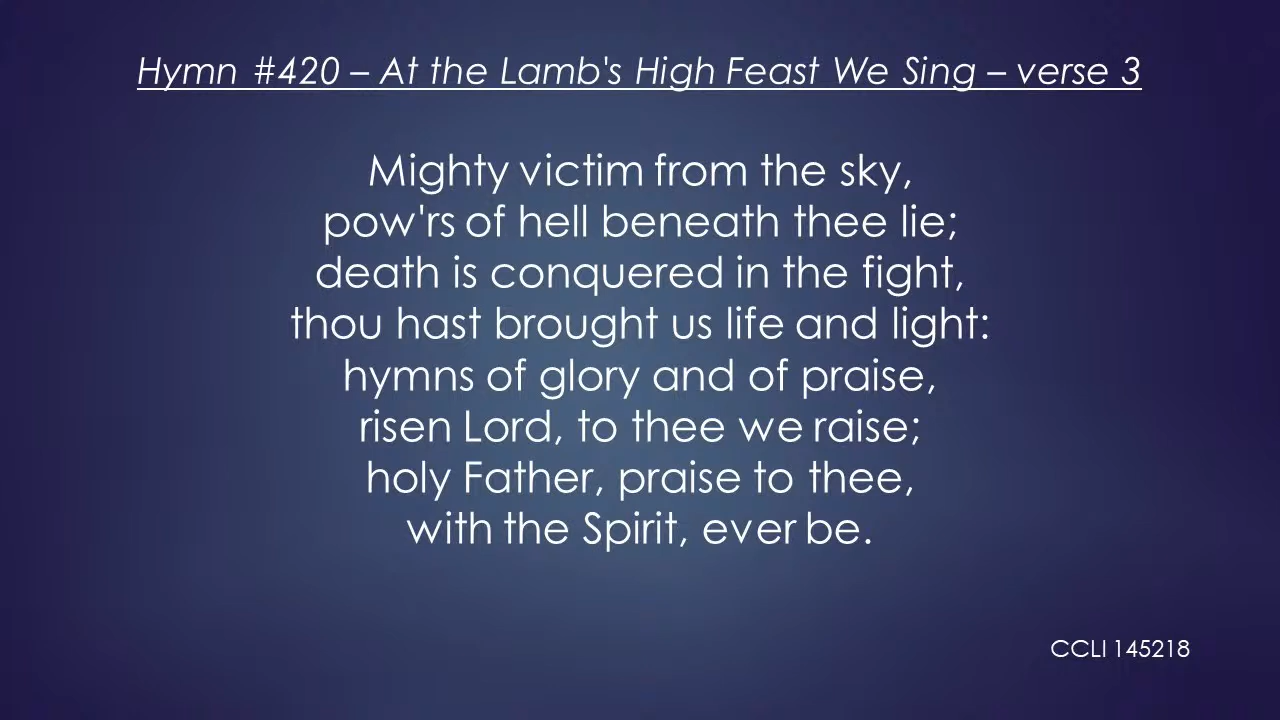 Hymn #420 – At the Lamb's High Feast We Sing – verse 3
Mighty victim from the sky,
pow'rs of hell beneath thee lie;
death is conquered in the fight,
thou hast brought us life and light:
hymns of glory and of praise,
risen Lord, to thee we raise;
holy Father, praise to thee,
with the Spirit, ever be.
CCLI 145218